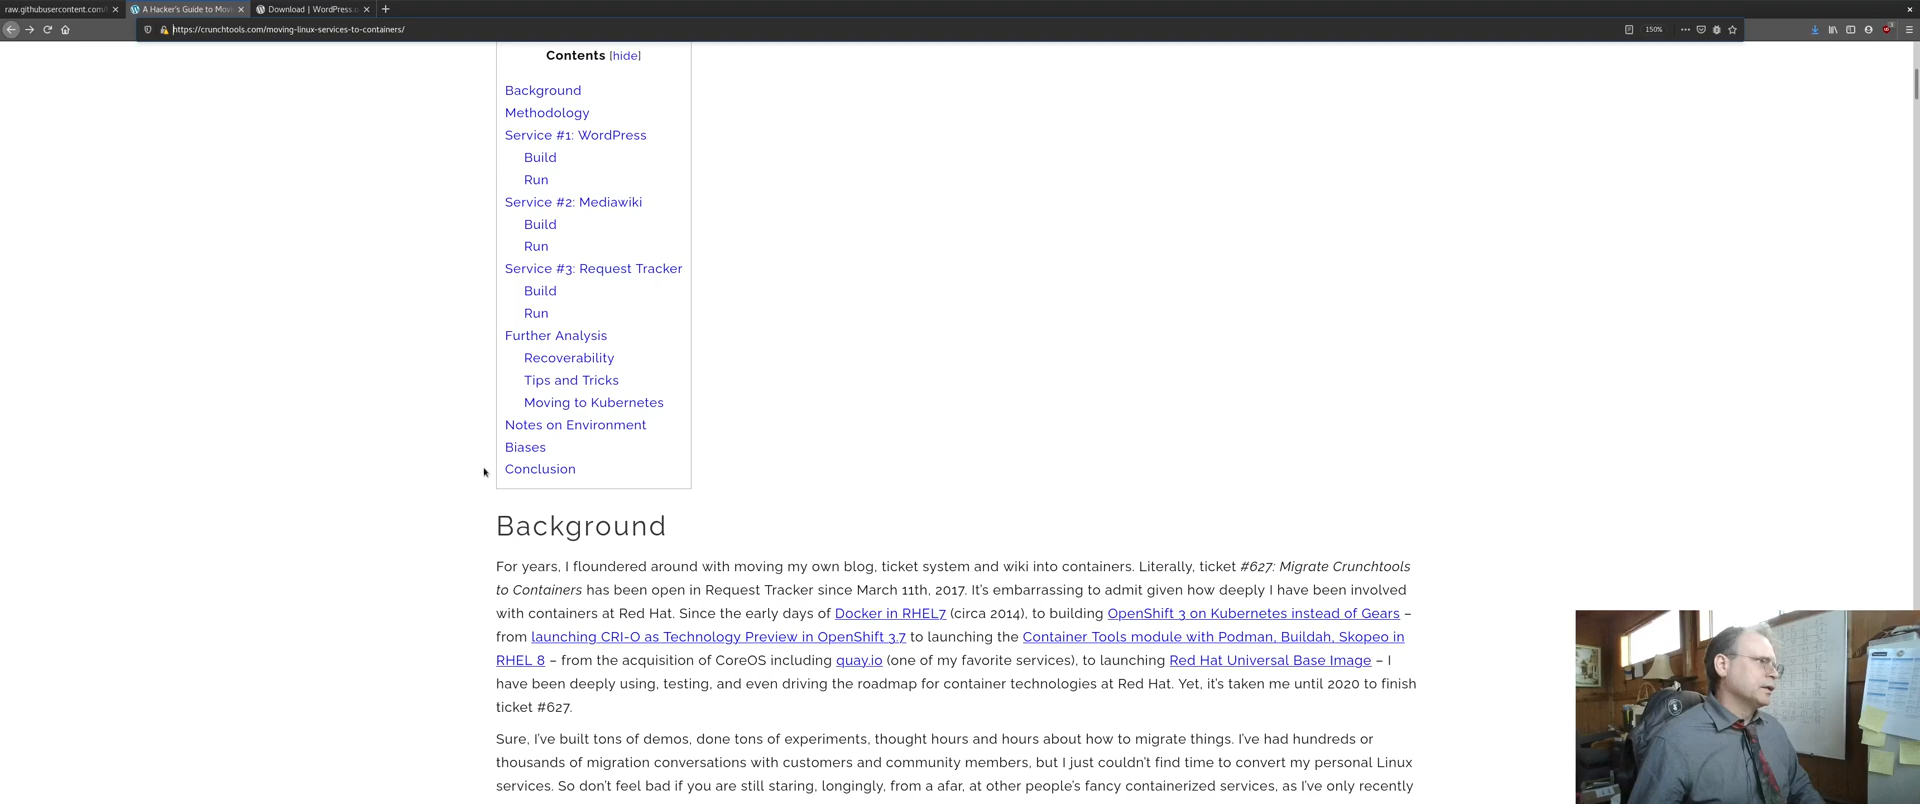 raw.githubusercontent.com/
A Hacker's Guide to Movi
Download | WordPress.o
https://crunchtools.com/moving-linux-services-to-containers/
150%
Contents [hide]
Background
Methodology
Service #1: WordPress
Build
Run
Service #2: Mediawiki
Build
Run
Service #3: Request Tracker
Build
Run
Further Analysis
Recoverability
Tips and Tricks
Moving to Kubernetes
Notes on Environment
Biases
Conclusion
Background
For years, I floundered around with moving my own blog, ticket system and wiki into containers. Literally, ticket #627: Migrate Crunchtools
to Containers has been open in Request Tracker since March 11th, 2017. It's embarrassing to admit given how deeply I have been involved
with containers at Red Hat. Since the early days of Docker in RHEL7 (circa 2014), to building OpenShift 3 on Kubernetes instead of Gears –
from launching CRI-O as Technology Preview in OpenShift 3.7 to launching the Container Tools module with Podman, Buildah, Skopeo in
RHEL 8 – from the acquisition of CoreOS including quay.io (one of my favorite services), to launching Red Hat Universal Base Image – I
have been deeply using, testing, and even driving the roadmap for container technologies at Red Hat. Yet, it's taken me until 2020 to finish
ticket #627.
Sure, I've built tons of demos, done tons of experiments, thought hours and hours about how to migrate things. I've had hundreds or
thousands of migration conversations with customers and community members, but I just couldn't find time to convert my personal Linux
services. So don't feel bad if you are still staring, longingly, from a afar, at other people's fancy containerized services, as I've only recently